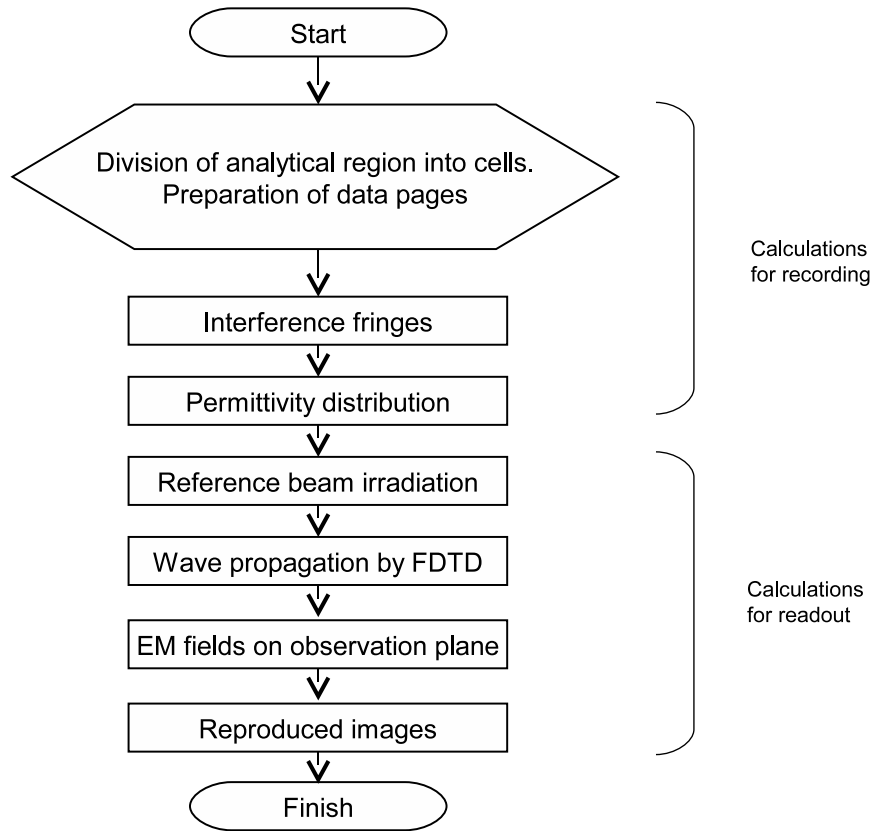 Start
Division of analytical region into cells.
Preparation of data pages
Calculations
for recording
Interference fringes
Permittivity distribution
Reference beam irradiation
Wave propagation by FDTD
Calculations
for readout
EM fields on observation plane
Reproduced images
Finish